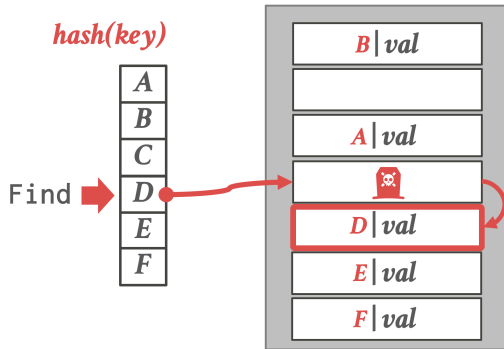 hash(key)
A
B
C
D
E
F
Find
B|val
A|val
D|val
E|val
F|val